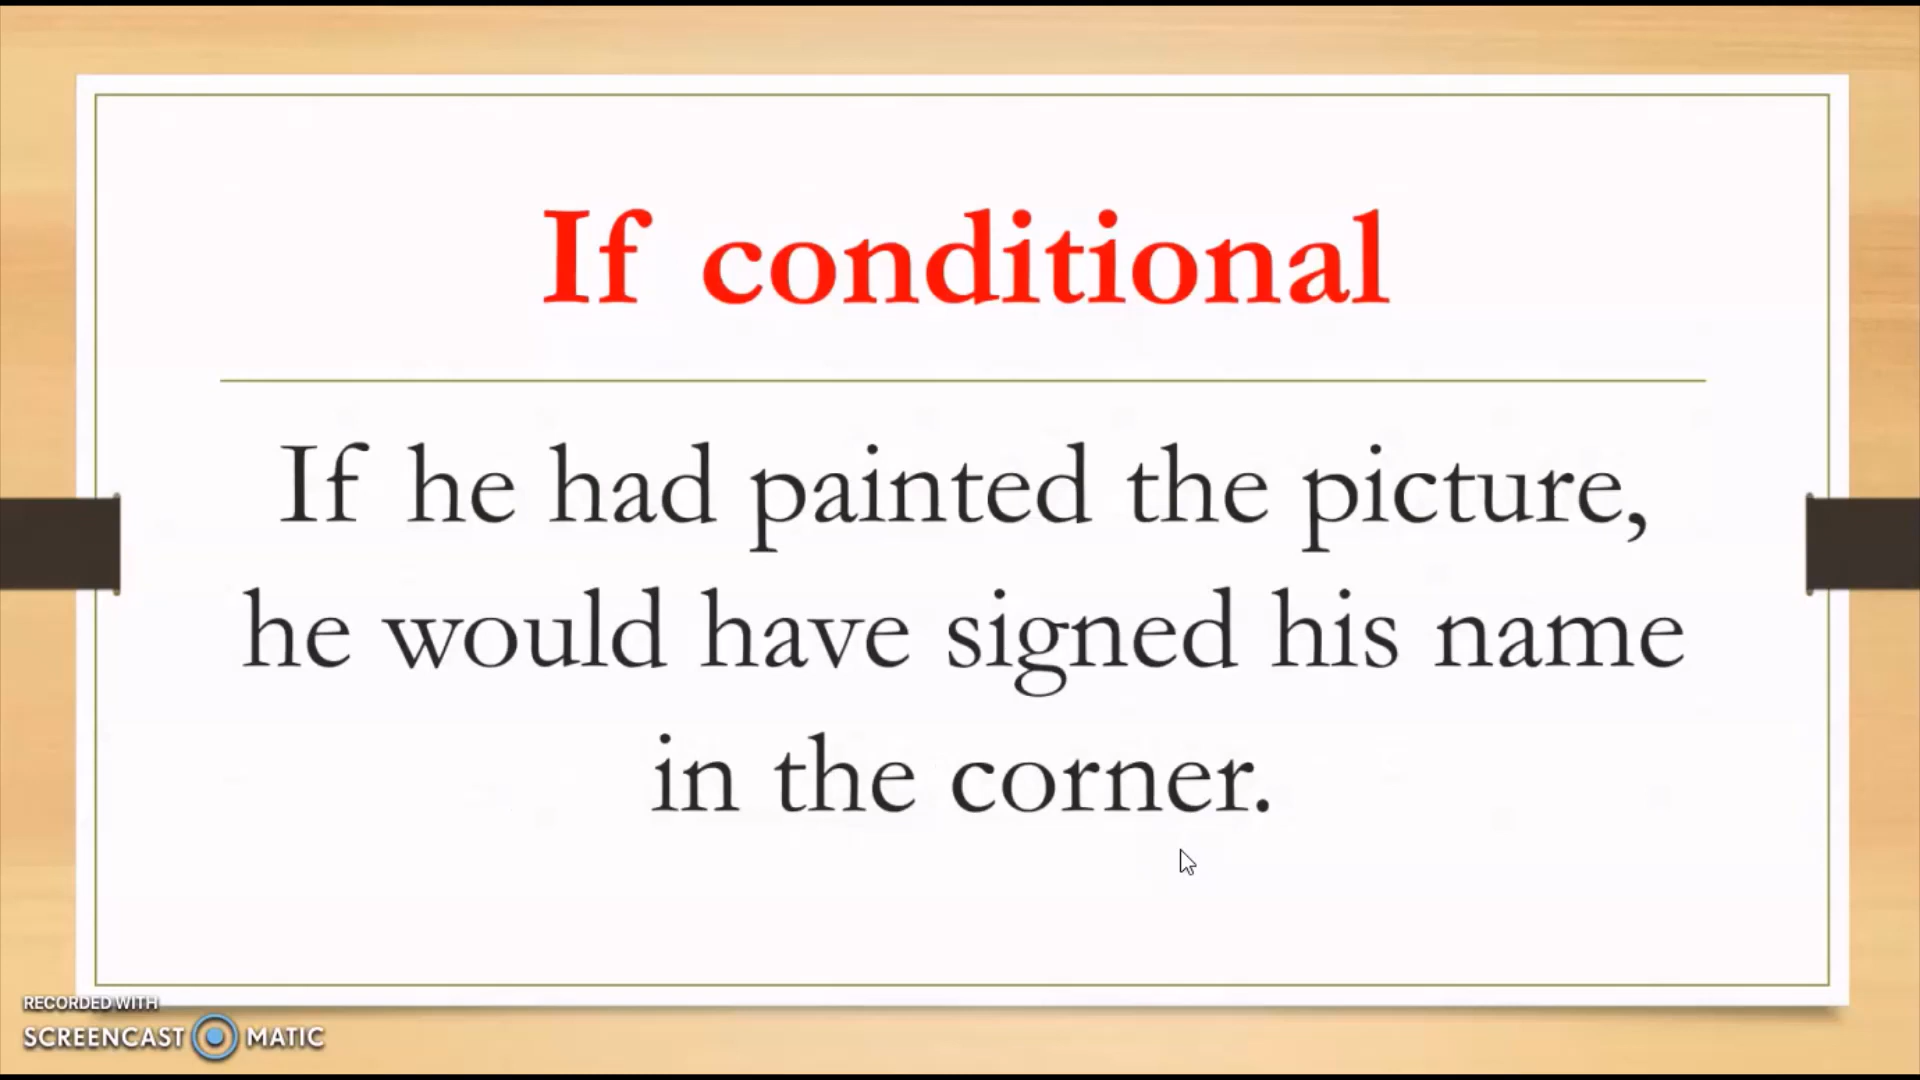 If conditional
If he had painted the picture,
he would have signed his name
in the corner.
RECORDED WITH
SCREENCAST MATIC